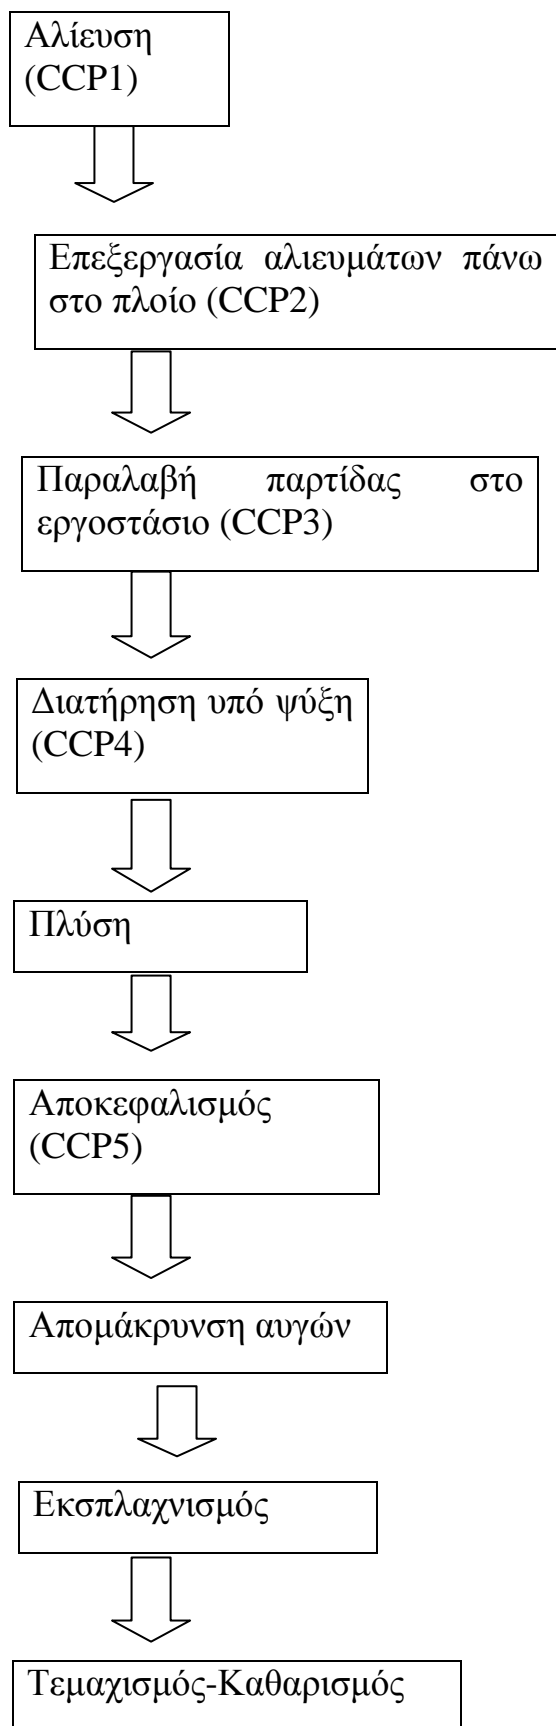 Αλίευση
(CCP1)
Επεξεργασία αλιευμάτων πάνω
στο πλοίο (CCP2)
Παραλαβή παρτίδας στο
εργοστάσιο (CCP3)
Διατήρηση υπό ψύξη
(CCP4)
Πλύση
Αποκεφαλισμός
(CCP5)
Απομάκρυνση αυγών
Εκσπλαχνισμός
Τεμαχισμός-Καθαρισμός